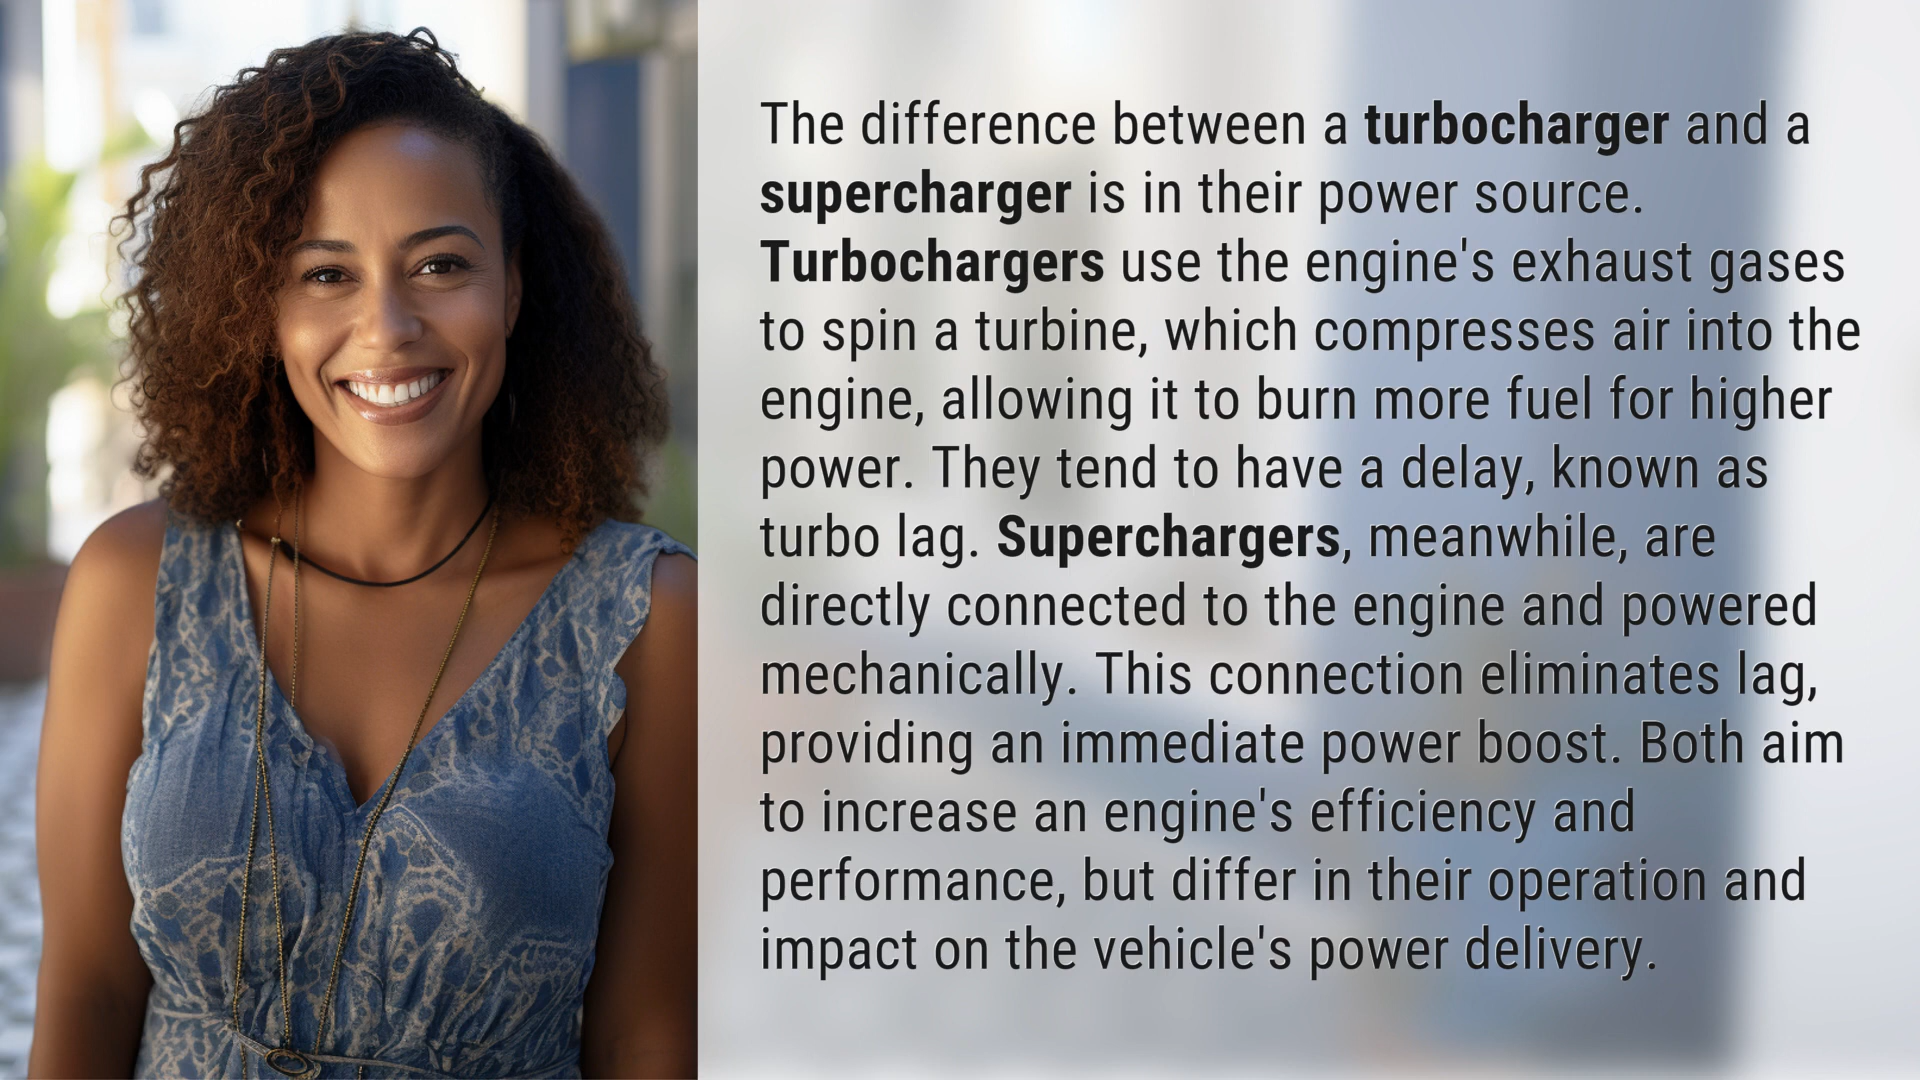 The difference between a turbocharger and a
supercharger is in their power source.
Turbochargers use the engine's exhaust gases
to spin a turbine, which compresses air into the
engine, allowing it to burn more fuel for higher
power. They tend to have a delay, known as
turbo lag. Superchargers, meanwhile, are
directly connected to the engine and powered
mechanically. This connection eliminates lag,
providing an immediate power boost. Both aim
to increase an engine's efficiency and
performance, but differ in their operation and
impact on the vehicle's power delivery.